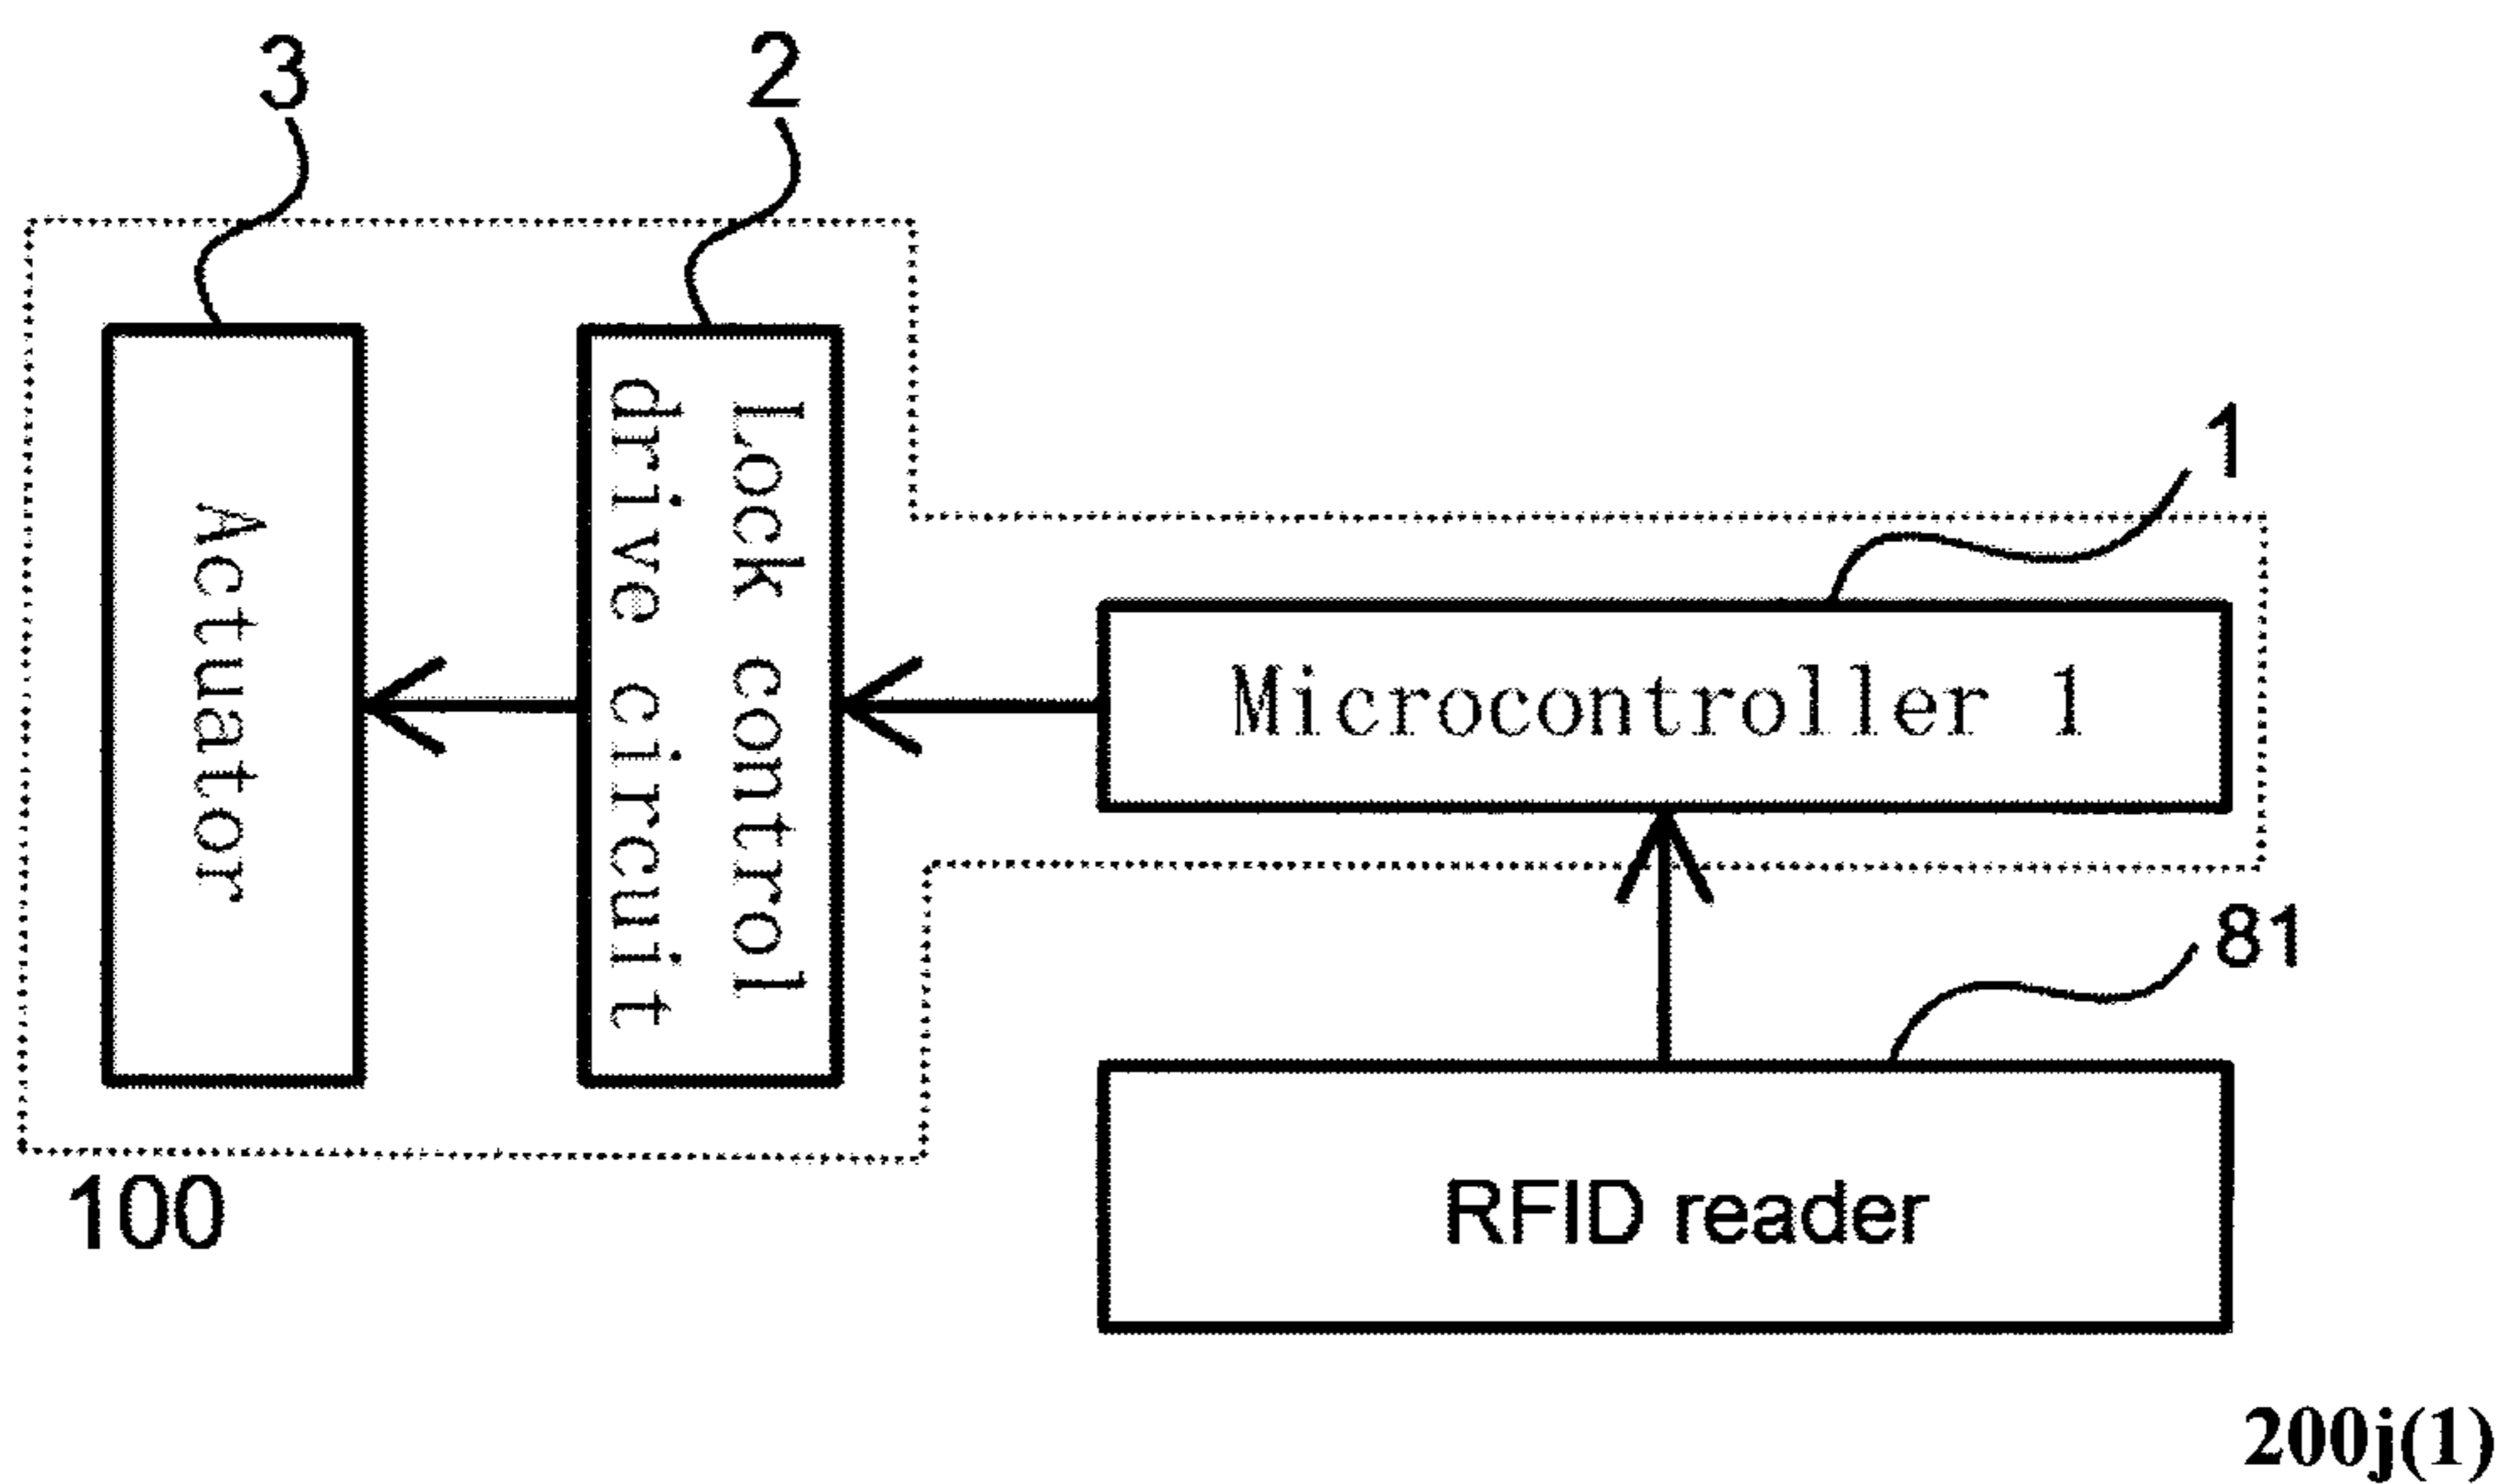 3
2
1
Actuator
Lock control
drive circuit
Microcontroller 1
81
100
RFID reader
200j(1)